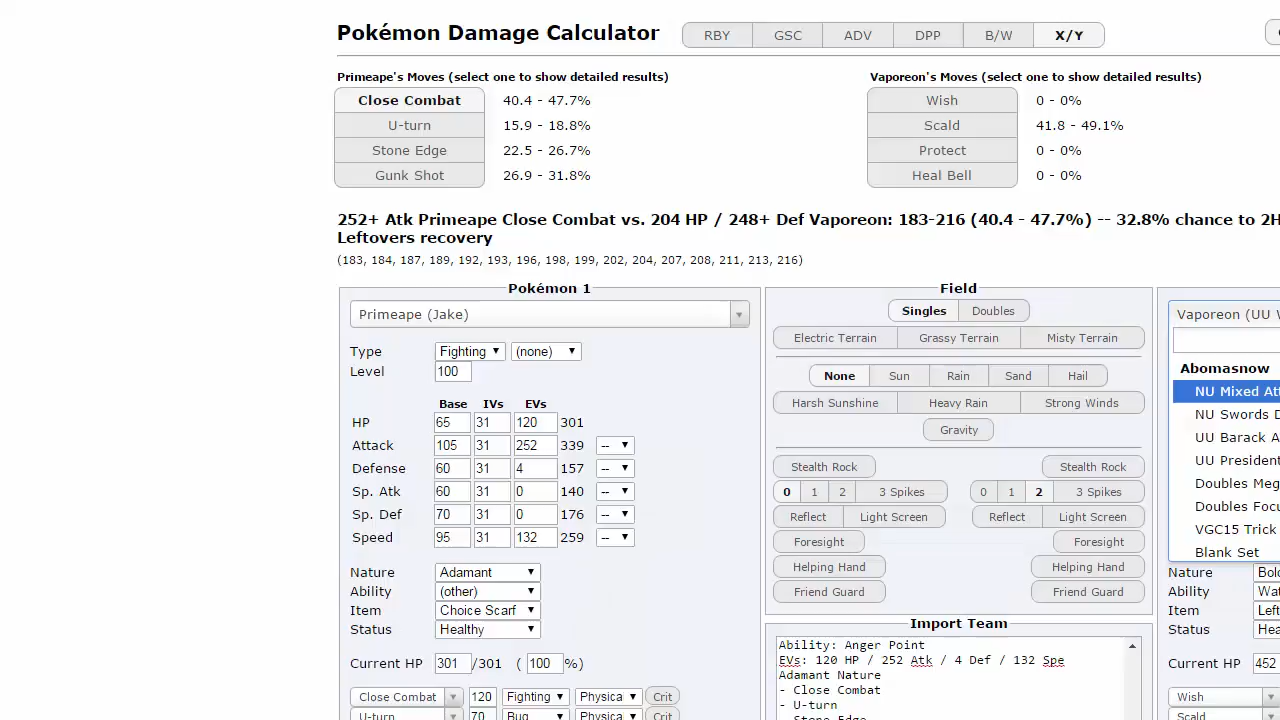 Pokémon Damage Calculator RBY GSC ADV DPP B/W X/Y
Primeape's Moves (select one to show detailed results) Vaporeon's Moves (select one to show detailed results)
Close Combat 40.4 - 47.7% Wish 0 - 0%
U-turn 15.9 - 18.8% Scald 41.8 - 49.1%
Stone Edge 22.5 - 26.7% Protect 0 - 0%
Gunk Shot 26.9 - 31.8% Heal Bell 0 - 0%
252+ Atk Primeape Close Combat vs. 204 HP / 248+ Def Vaporeon: 183-216 (40.4 - 47.7%) -- 32.8% chance to 2H
Leftovers recovery
(183, 184, 187, 189, 192, 193, 196, 198, 199, 202, 204, 207, 208, 211, 213, 216)
Pokémon 1
Primeape (Jake)
Type Fighting (none)
Level 100
Base IVs EVs
HP 65 31 120 301
Attack 105 31 252 339 --
Defense 60 31 4 157 --
Sp. Atk 60 31 0 140 --
Sp. Def 70 31 0 176 --
Speed 95 31 132 259 --
Nature Adamant
Ability (other)
Item Choice Scarf
Status Healthy
Current HP 301 /301 ( 100 %)
Close Combat 120 Fighting Physica Crit
U-turn 70 Bug Physica Crit
Field
Singles Doubles
Electric Terrain Grassy Terrain Misty Terrain
None Sun Rain Sand Hail
Harsh Sunshine Heavy Rain Strong Winds
Gravity
Stealth Rock Stealth Rock
0 1 2 3 Spikes 0 1 2 3 Spikes
Reflect Light Screen Reflect Light Screen
Foresight Foresight
Helping Hand Helping Hand
Friend Guard Friend Guard
Import Team
Ability: Anger Point
EVs: 120 HP / 252 Atk / 4 Def / 132 Spe
Adamant Nature
- Close Combat
- U-turn
- Stone Edge
Vaporeon (UU W
Abomasnow
NU Mixed Att
NU Swords D
UU Barack A
UU President
Doubles Meg
Doubles Focu
VGC15 Trick
Blank Set
Nature Bold
Ability Wat
Item Left
Status Hea
Current HP 452
Wish
Scald